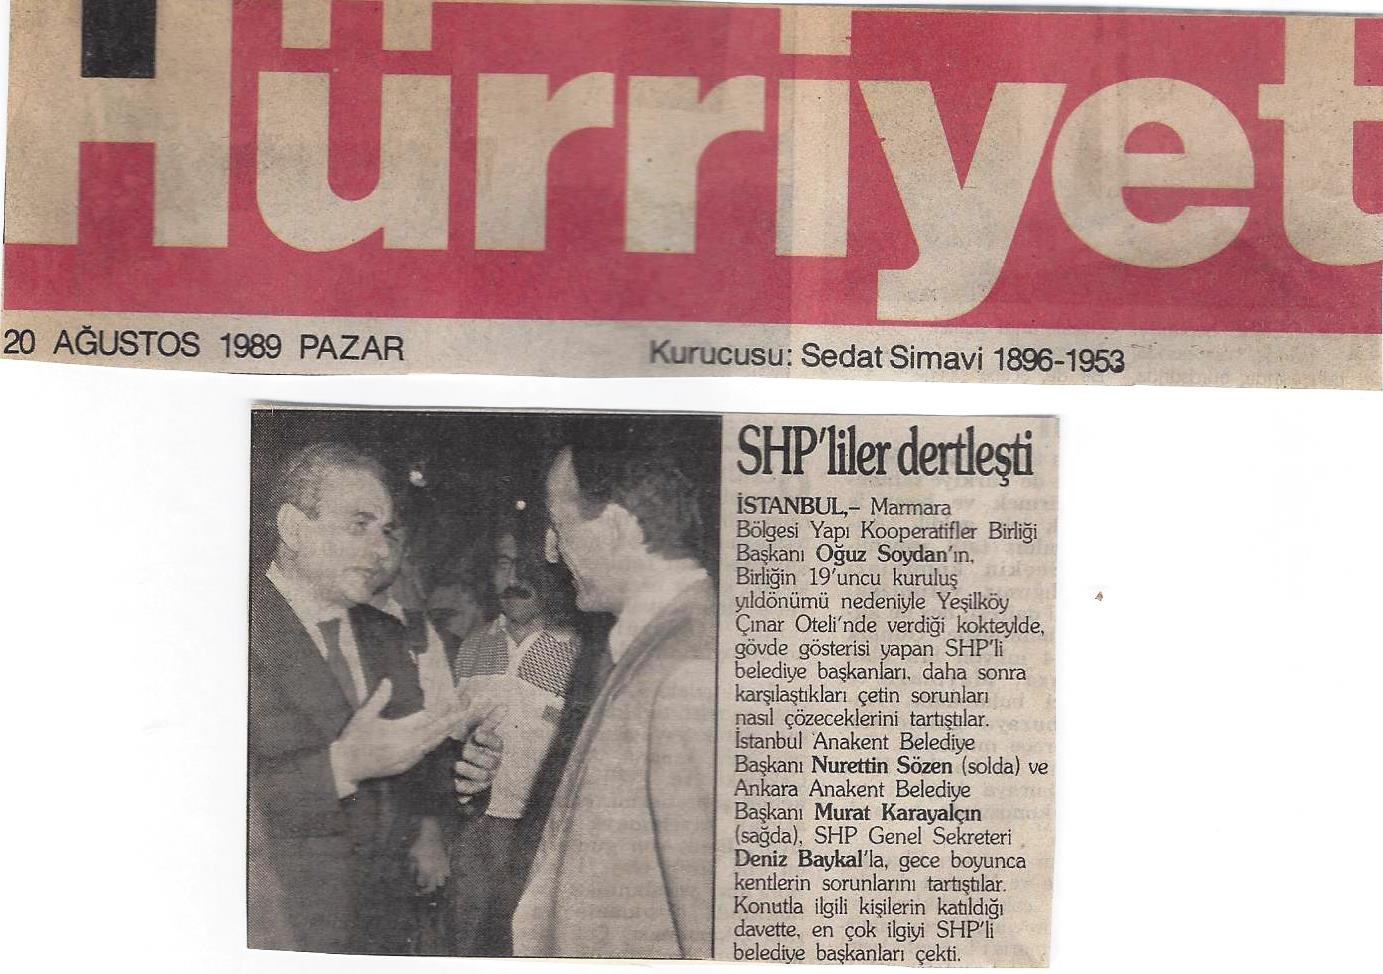 Hürriyet
20 AĞUSTOS 1989 PAZAR
Kurucusu: Sedat Simavi 1896-1953
SHP'liler dertleşti
İSTANBUL,– Marmara
Bölgesi Yapı Kooperatifler Birliği
Başkanı Oğuz Soydan'ın,
Birliğin 19'uncu kuruluş
yıldönümü nedeniyle Yeşilköy
Çınar Oteli'nde verdiği kokteylde,
gövde gösterisi yapan SHP'li
belediye başkanları, daha sonra
karşılaştıkları çetin sorunları
nasıl çözeceklerini tartıştılar.
İstanbul Anakent Belediye
Başkanı Nurettin Sözen (solda) ve
Ankara Anakent Belediye
Başkanı Murat Karayalçın
(sağda), SHP Genel Sekreteri
Deniz Baykal'la, gece boyunca
kentlerin sorunlarını tartıştılar.
Konutla ilgili kişilerin katıldığı
davette, en çok ilgiyi SHP'li
belediye başkanları çekti.